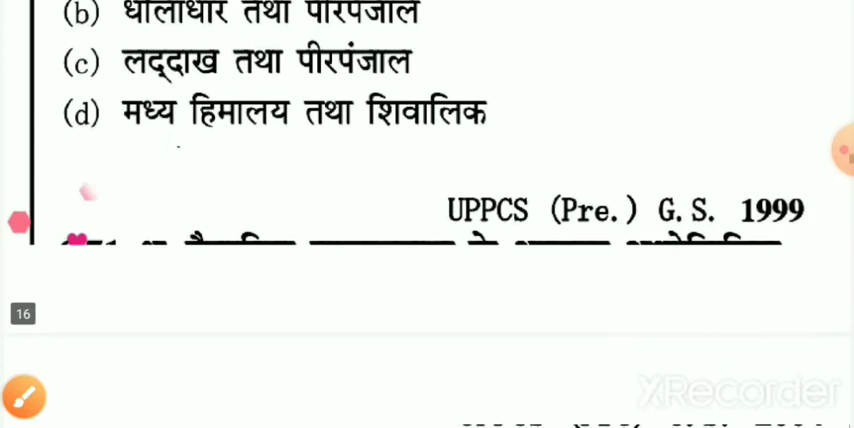 (b) धौलाधार तथा पीरपंजाल
(c) लद्दाख तथा पीरपंजाल
(d) मध्य हिमालय तथा शिवालिक
UPPCS (Pre.) G.S. 1999
16
XRecorder